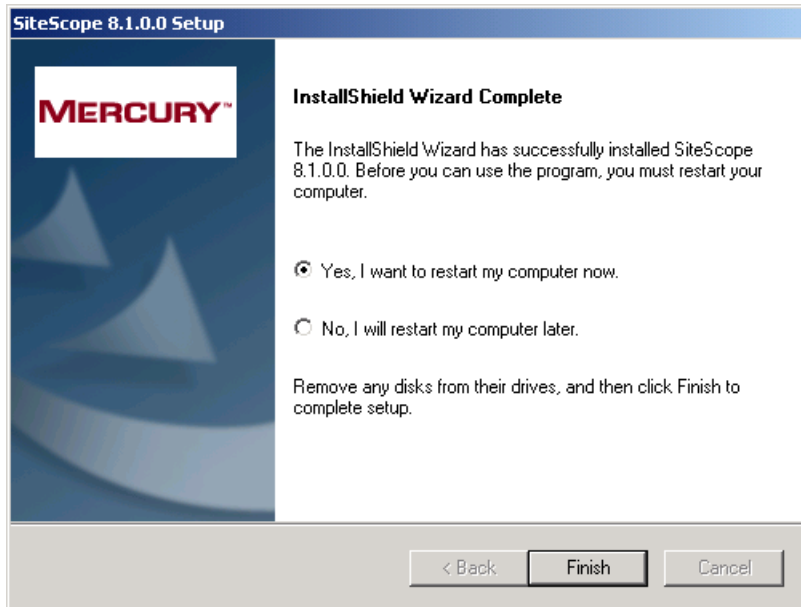 SiteScope 8.1.0.0 Setup
MERCURY™
InstallShield Wizard Complete
The InstallShield Wizard has successfully installed SiteScope
8.1.0.0. Before you can use the program, you must restart your
computer.
Yes, I want to restart my computer now.
No, I will restart my computer later.
Remove any disks from their drives, and then click Finish to
complete setup.
< Back
Finish
Cancel